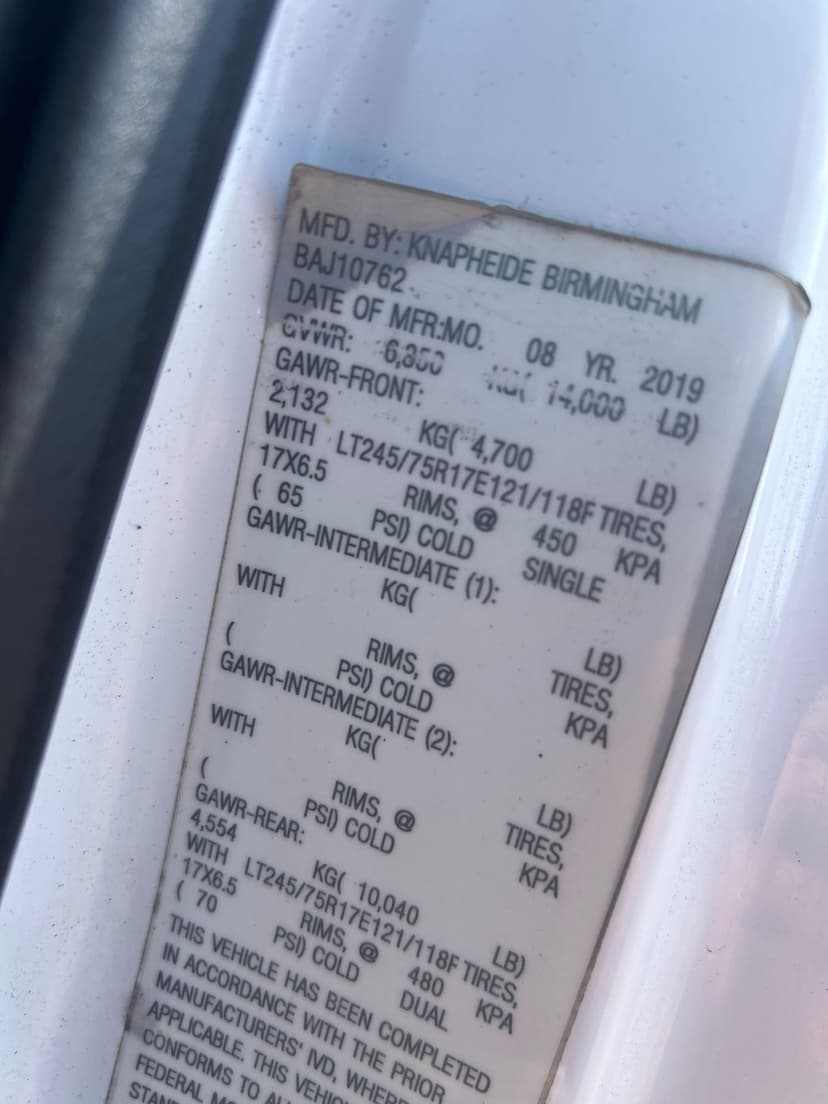 MFD. BY: KNAPHEIDE BIRMINGHAM
BAJ10762
DATE OF MFR:MO. 08 YR. 2019
GVWR: 6,350 KG( 14,000 LB)
GAWR-FRONT:
2,132 KG( 4,700 LB)
WITH LT245/75R17E121/118F TIRES,
17X6.5 RIMS, @ 450 KPA
( 65 PSI) COLD SINGLE
GAWR-INTERMEDIATE (1):
KG( LB)
WITH TIRES,
RIMS, @ KPA
( PSI) COLD
GAWR-INTERMEDIATE (2):
KG( LB)
WITH TIRES,
RIMS, @ KPA
( PSI) COLD
GAWR-REAR:
4,554 KG( 10,040 LB)
WITH LT245/75R17E121/118F TIRES,
17X6.5 RIMS, @ 480 KPA
( 70 PSI) COLD DUAL
THIS VEHICLE HAS BEEN COMPLETED
IN ACCORDANCE WITH THE PRIOR
MANUFACTURERS' IVD, WHERE
APPLICABLE. THIS
CONFORMS TO
FEDERAL